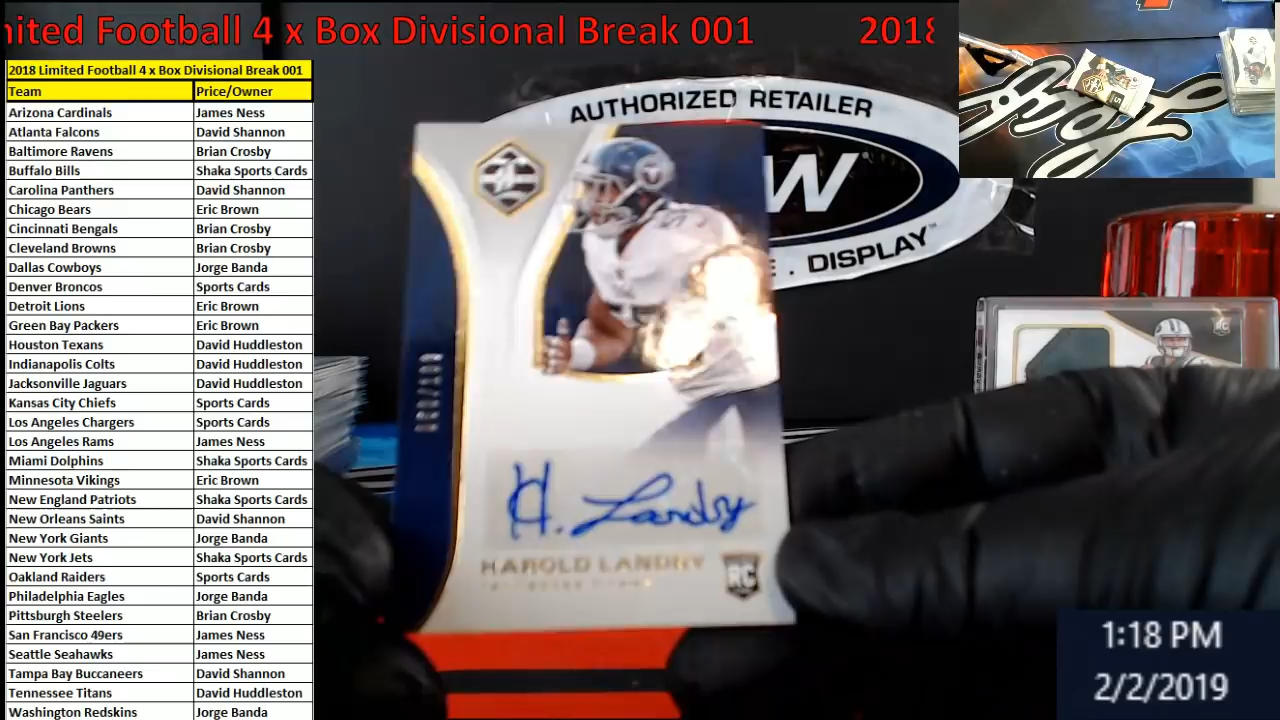 nited Football 4 x Box Divisional Break 001 2018
2018 Limited Football 4 x Box Divisional Break 001
Team Price/Owner
Arizona Cardinals James Ness
Atlanta Falcons David Shannon
Baltimore Ravens Brian Crosby
Buffalo Bills Shaka Sports Cards
Carolina Panthers David Shannon
Chicago Bears Eric Brown
Cincinnati Bengals Brian Crosby
Cleveland Browns Brian Crosby
Dallas Cowboys Jorge Banda
Denver Broncos Sports Cards
Detroit Lions Eric Brown
Green Bay Packers Eric Brown
Houston Texans David Huddleston
Indianapolis Colts David Huddleston
Jacksonville Jaguars David Huddleston
Kansas City Chiefs Sports Cards
Los Angeles Chargers Sports Cards
Los Angeles Rams James Ness
Miami Dolphins Shaka Sports Cards
Minnesota Vikings Eric Brown
New England Patriots Shaka Sports Cards
New Orleans Saints David Shannon
New York Giants Jorge Banda
New York Jets Shaka Sports Cards
Oakland Raiders Sports Cards
Philadelphia Eagles Jorge Banda
Pittsburgh Steelers Brian Crosby
San Francisco 49ers James Ness
Seattle Seahawks James Ness
Tampa Bay Buccaneers David Shannon
Tennessee Titans David Huddleston
Washington Redskins Jorge Banda
AUTHORIZED RETAILER
W
. DISPLAY
H. Landry
HAROLD LANDRY
RC
RC
1:18 PM
2/2/2019